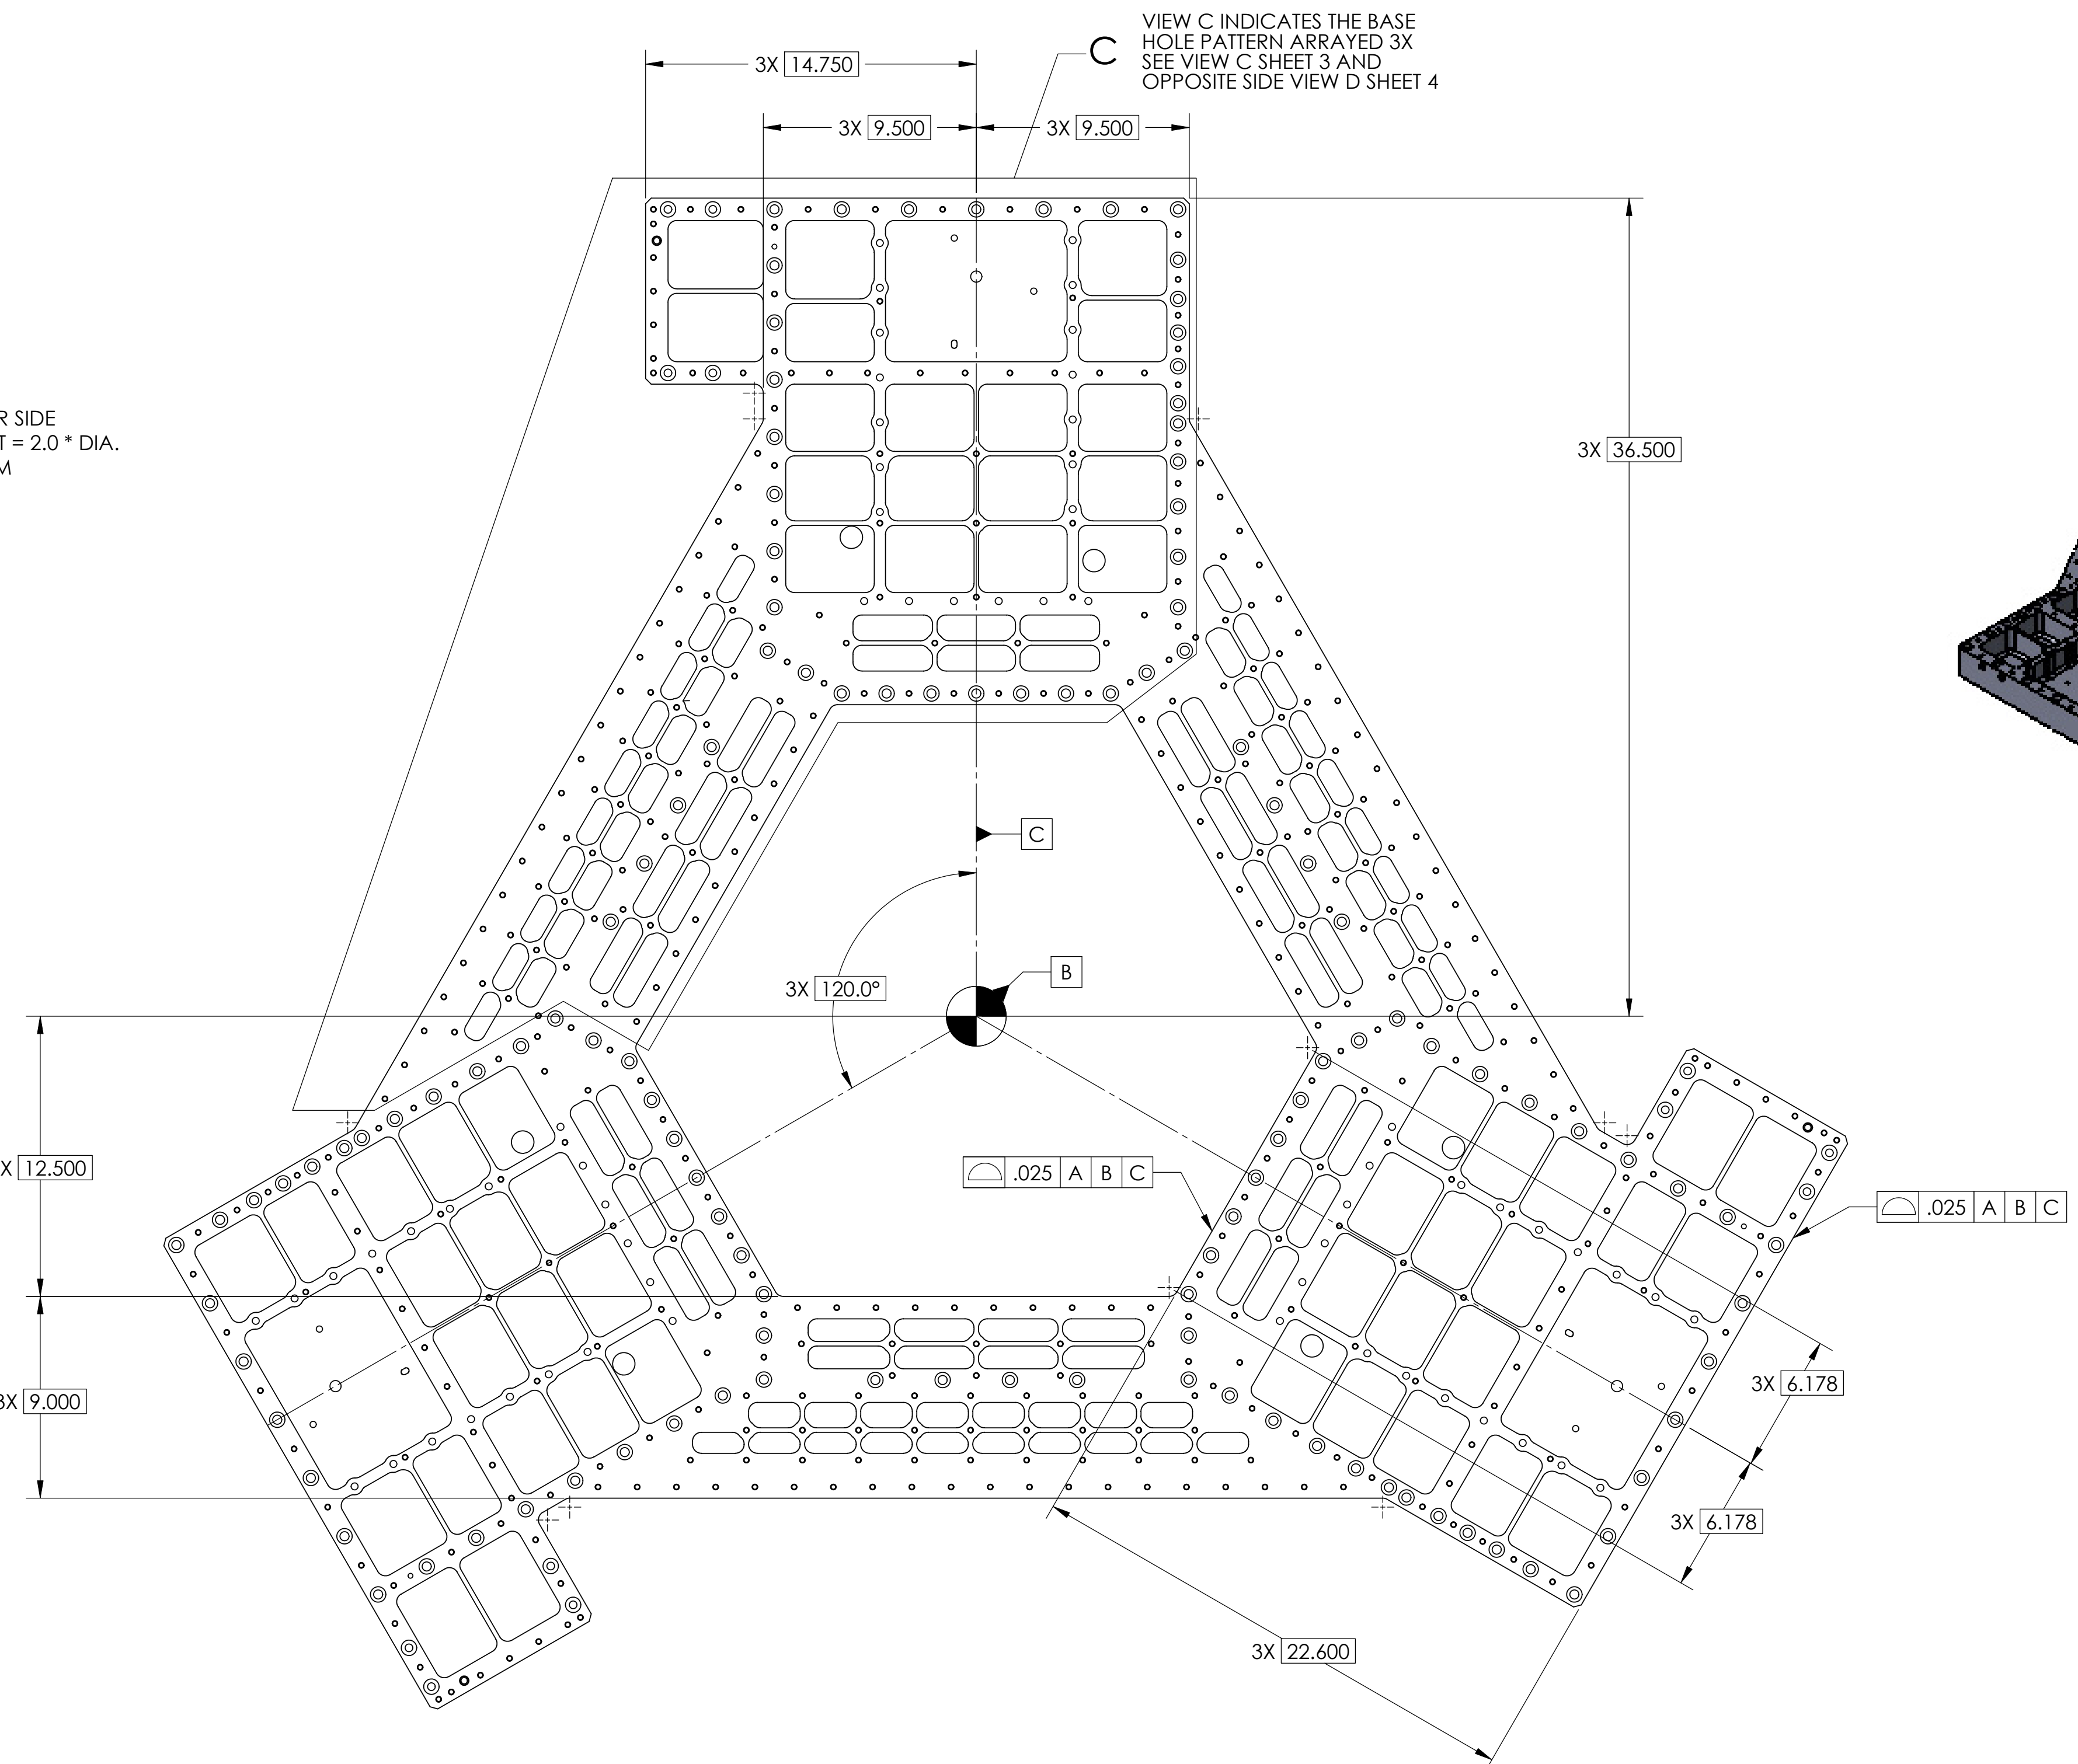 VIEW C INDICATES THE BASE
HOLE PATTERN ARRAYED 3X
SEE VIEW C SHEET 3 AND
OPPOSITE SIDE VIEW D SHEET 4
C
3X 14.750
3X 9.500
3X 9.500
R SIDE
T = 2.0 * DIA.
M
3X 36.500
C
B
3X 120.0°
X 12.500
.025 A B C
.025 A B C
3X 9.000
3X 6.178
3X 6.178
3X 22.600